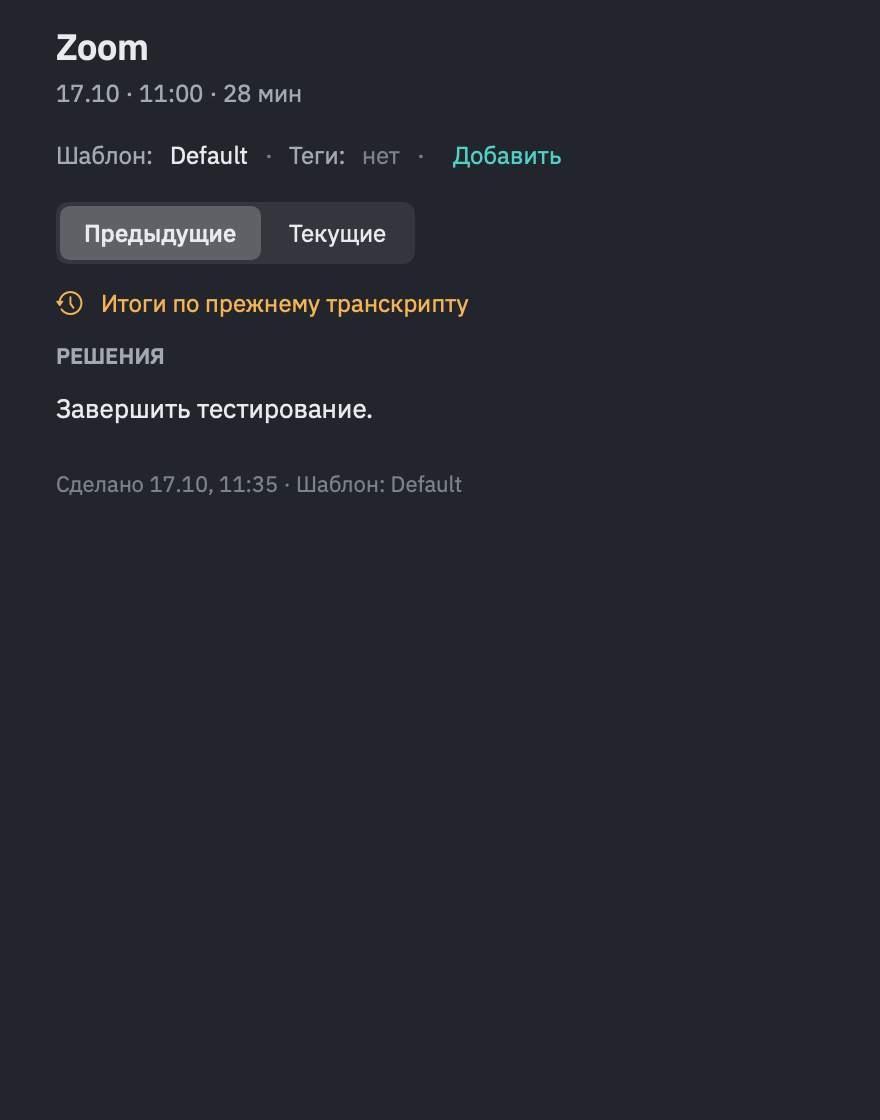 Zoom
17.10 · 11:00 · 28 мин
Шаблон: Default · Теги: нет · Добавить
Предыдущие Текущие
Итоги по прежнему транскрипту
РЕШЕНИЯ
Завершить тестирование.
Сделано 17.10, 11:35 · Шаблон: Default